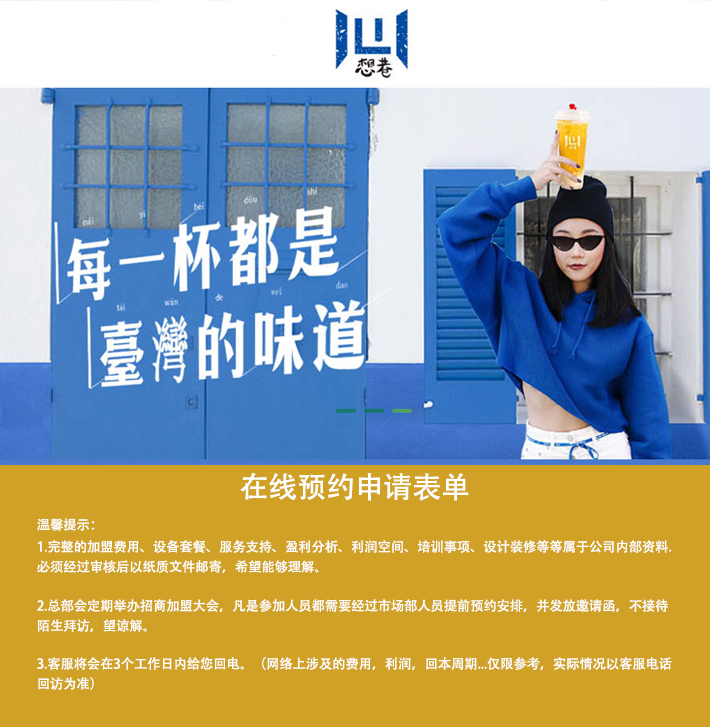 想巷
měi yī bēi dōu shì
每一杯都是
tái wān de wèi dào
臺灣的味道
在线预约申请表单
温馨提示：
1.完整的加盟费用、设备套餐、服务支持、盈利分析、利润空间、培训事项、设计装修等等属于公司内部资料.
必须经过审核后以纸质文件邮寄，希望能够理解。
2.总部会定期举办招商加盟大会，凡是参加人员都需要经过市场部人员提前预约安排，并发放邀请函，不接待
陌生拜访，望谅解。
3.客服将会在3个工作日内给您回电。（网络上涉及的费用，利润，回本周期...仅限参考，实际情况以客服电话
回访为准）